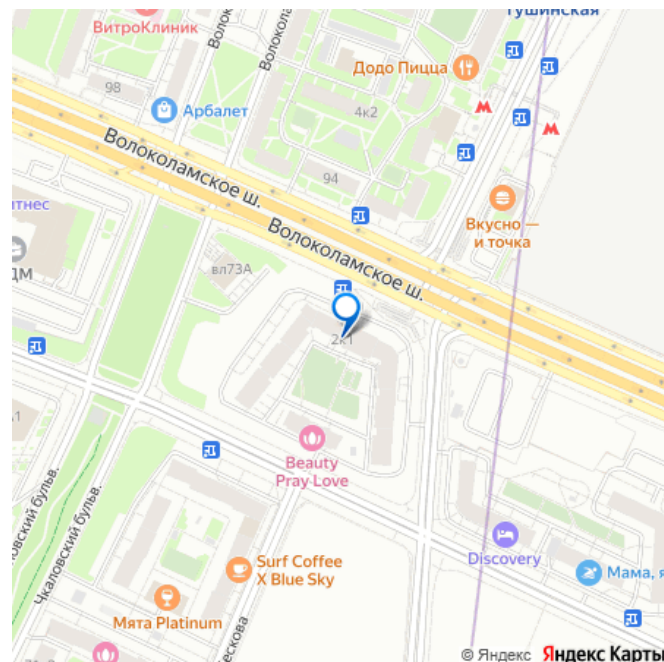 Тушинская
ВитроКлиник
Додо Пицца
98
Арбалет
4к2
Волоколамское ш.
94
Вкусно —
и точка
Волоколамское ш.
вл73А
2к1
Beauty
Pray Love
Чкаловский бульв.
Discovery
Surf Coffee
X Blue Sky
Мама, я
Мята Platinum
© Яндекс Яндекс Карты